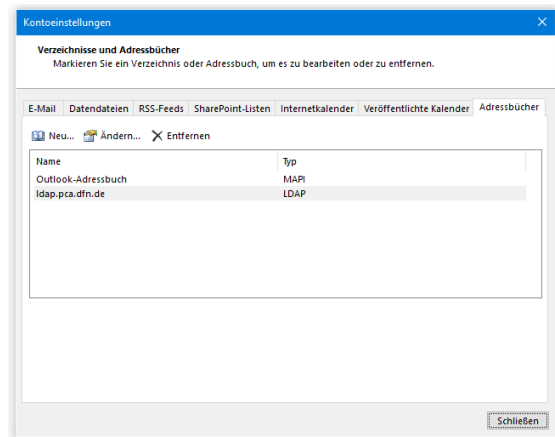 Kontoeinstellungen
Verzeichnisse und Adressbücher
Markieren Sie ein Verzeichnis oder Adressbuch, um es zu bearbeiten oder zu entfernen.
E-Mail Datendateien RSS-Feeds SharePoint-Listen Internetkalender Veröffentlichte Kalender Adressbücher
Neu... Ändern... Entfernen
Name Typ
Outlook-Adressbuch MAPI
ldap.pca.dfn.de LDAP
Schließen